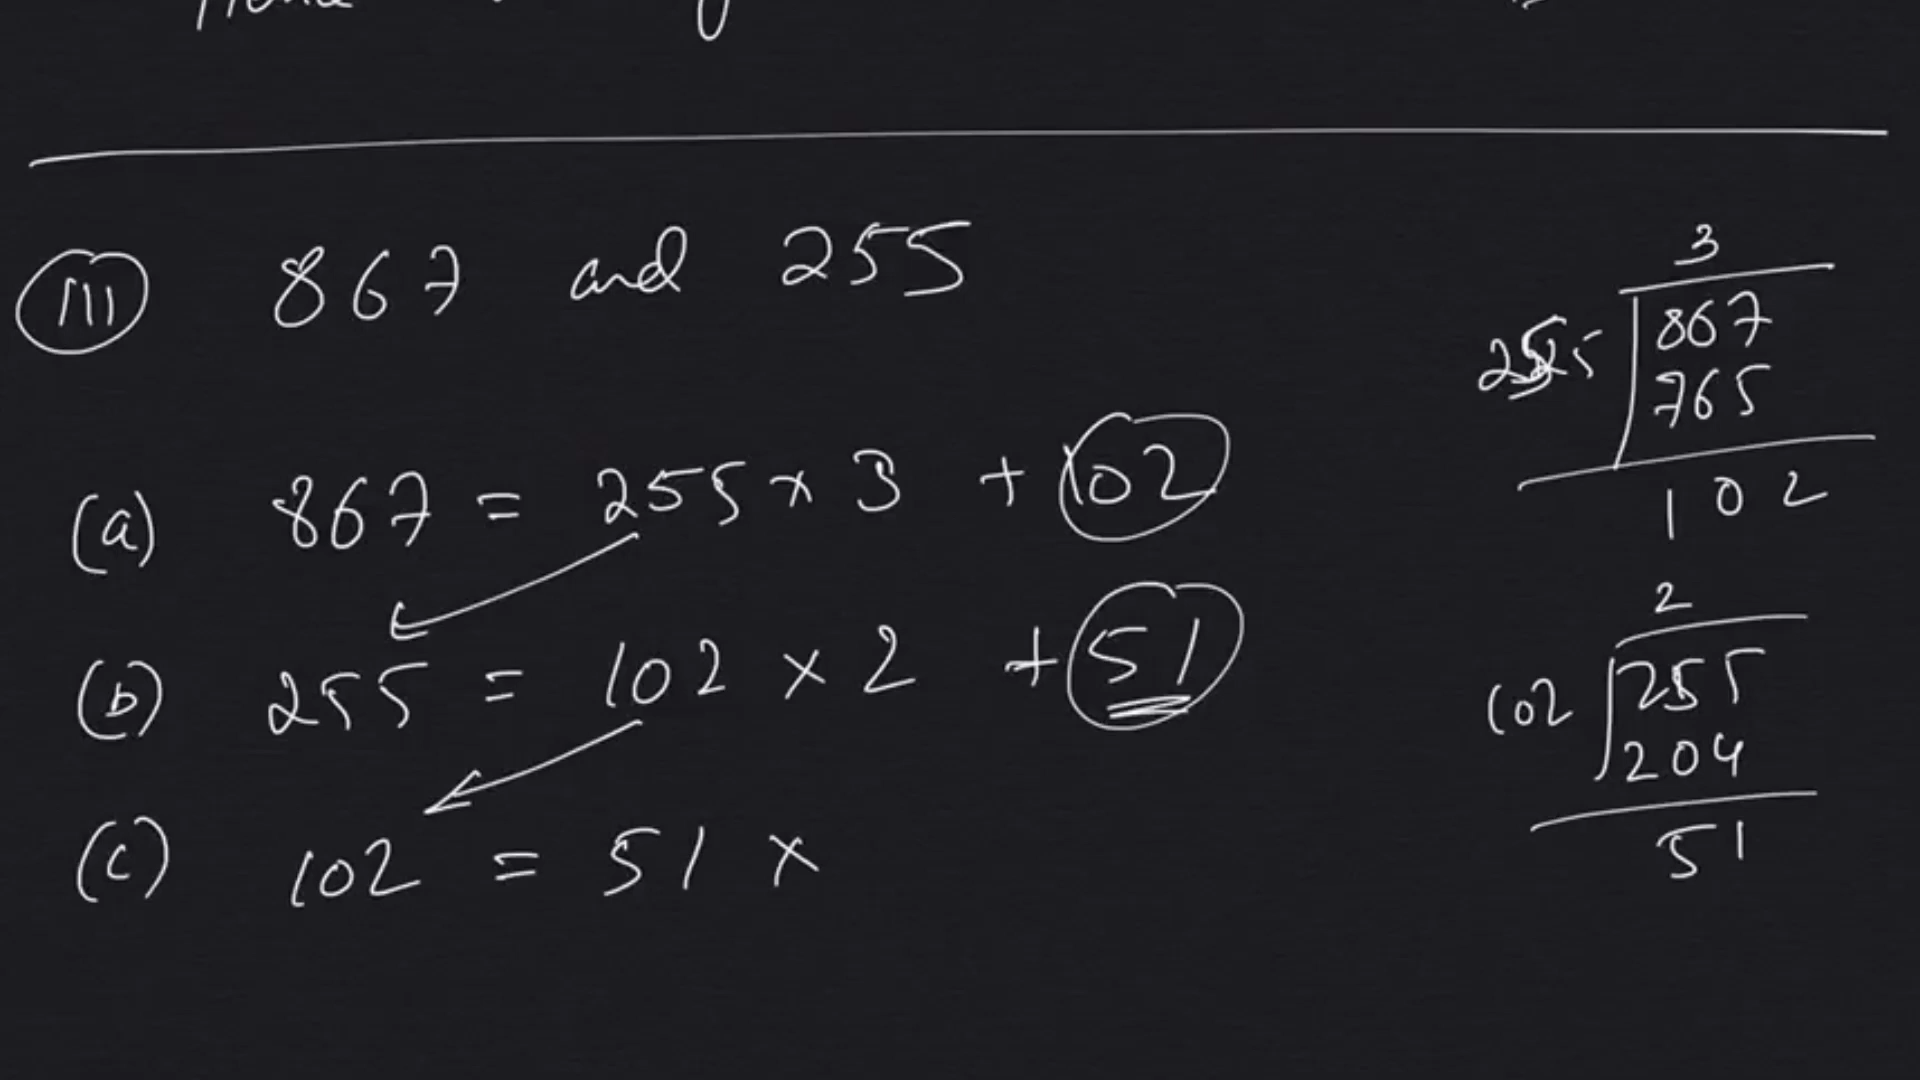 (III) 867 and 255
(a) 867 = 255 × 3 + 102
(b) 255 = 102 × 2 + 51
(c) 102 = 51 ×
3
255 867
765
102
2
102 255
204
51